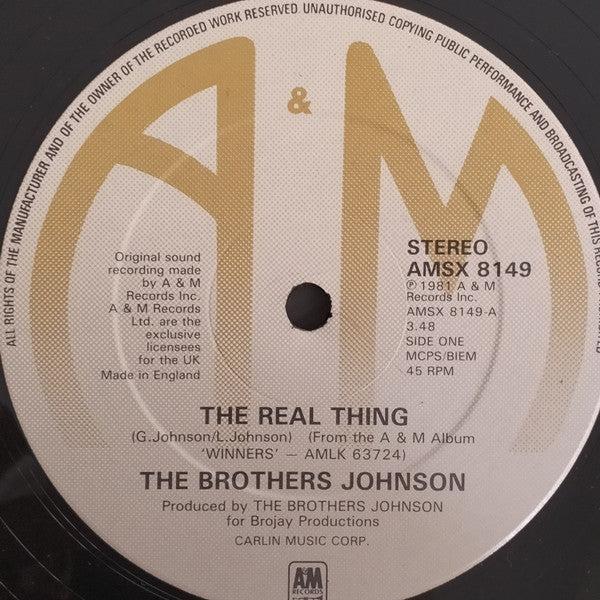 ALL RIGHTS OF THE MANUFACTURER AND OF THE OWNER OF THE RECORDED WORK RESERVED UNAUTHORISED COPYING PUBLIC PERFORMANCE AND BROADCASTING OF THIS RECORD
A & M
Original sound
recording made
by A & M
Records Inc.
A & M Records
Ltd. are the
exclusive
licensees
for the UK
Made in England
STEREO
AMSX 8149
Ⓟ 1981 A & M
Records Inc.
AMSX 8149-A
3.48
SIDE ONE
MCPS/BIEM
45 RPM
THE REAL THING
(G.Johnson/L.Johnson) (From the A & M Album
'WINNERS' – AMLK 63724)
THE BROTHERS JOHNSON
Produced by THE BROTHERS JOHNSON
for Brojay Productions
CARLIN MUSIC CORP.
A&M
RECORDS